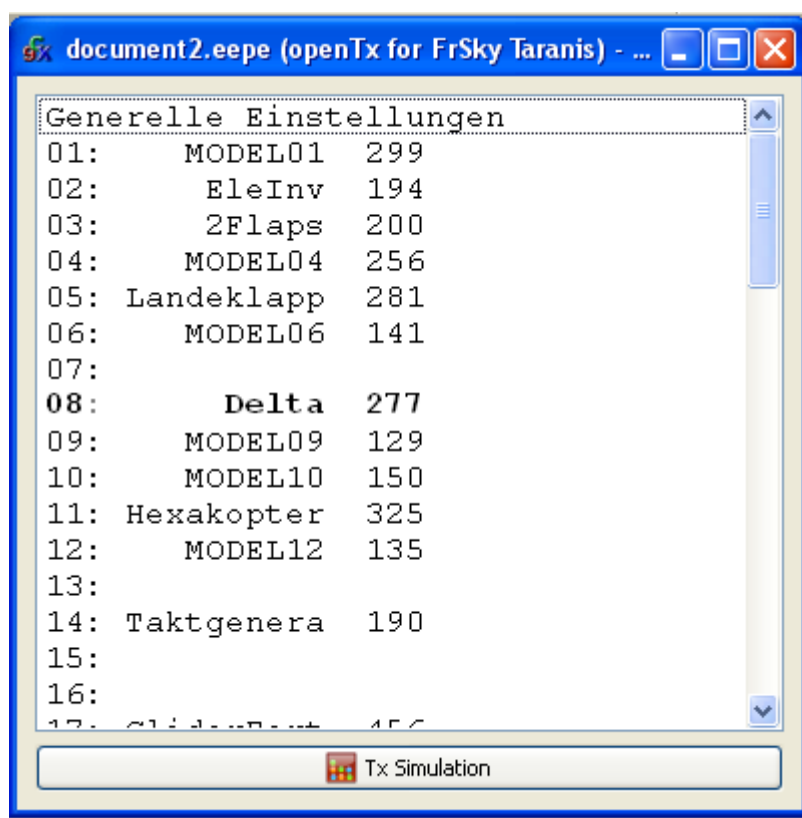 document2.eepe (openTx for FrSky Taranis) - ...
Generelle Einstellungen
01: MODEL01 299
02: EleInv 194
03: 2Flaps 200
04: MODEL04 256
05: Landeklapp 281
06: MODEL06 141
07:
08: Delta 277
09: MODEL09 129
10: MODEL10 150
11: Hexakopter 325
12: MODEL12 135
13:
14: Taktgenera 190
15:
16:
17: 456
Tx Simulation